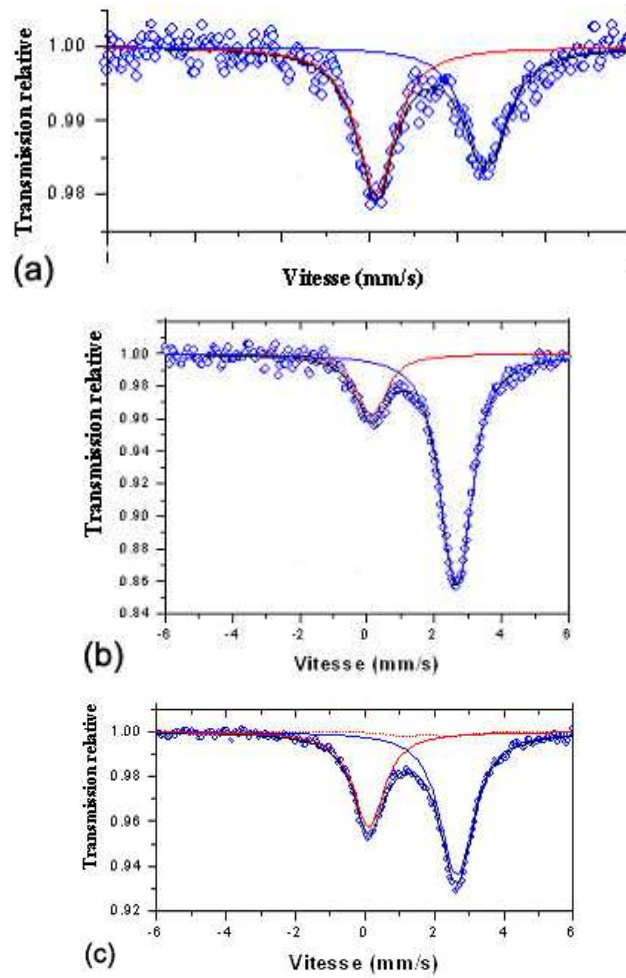 Transmission relative
1.00
0.99
0.98
Vitesse (mm/s)
(a)
Transmission relative
1.00
0.98
0.96
0.94
0.92
0.90
0.88
0.86
0.84
-6 -4 -2 0 2 4 6
Vitesse (mm/s)
(b)
Transmission relative
1.00
0.98
0.96
0.94
0.92
-6 -4 -2 0 2 4 6
Vitesse (mm/s)
(c)